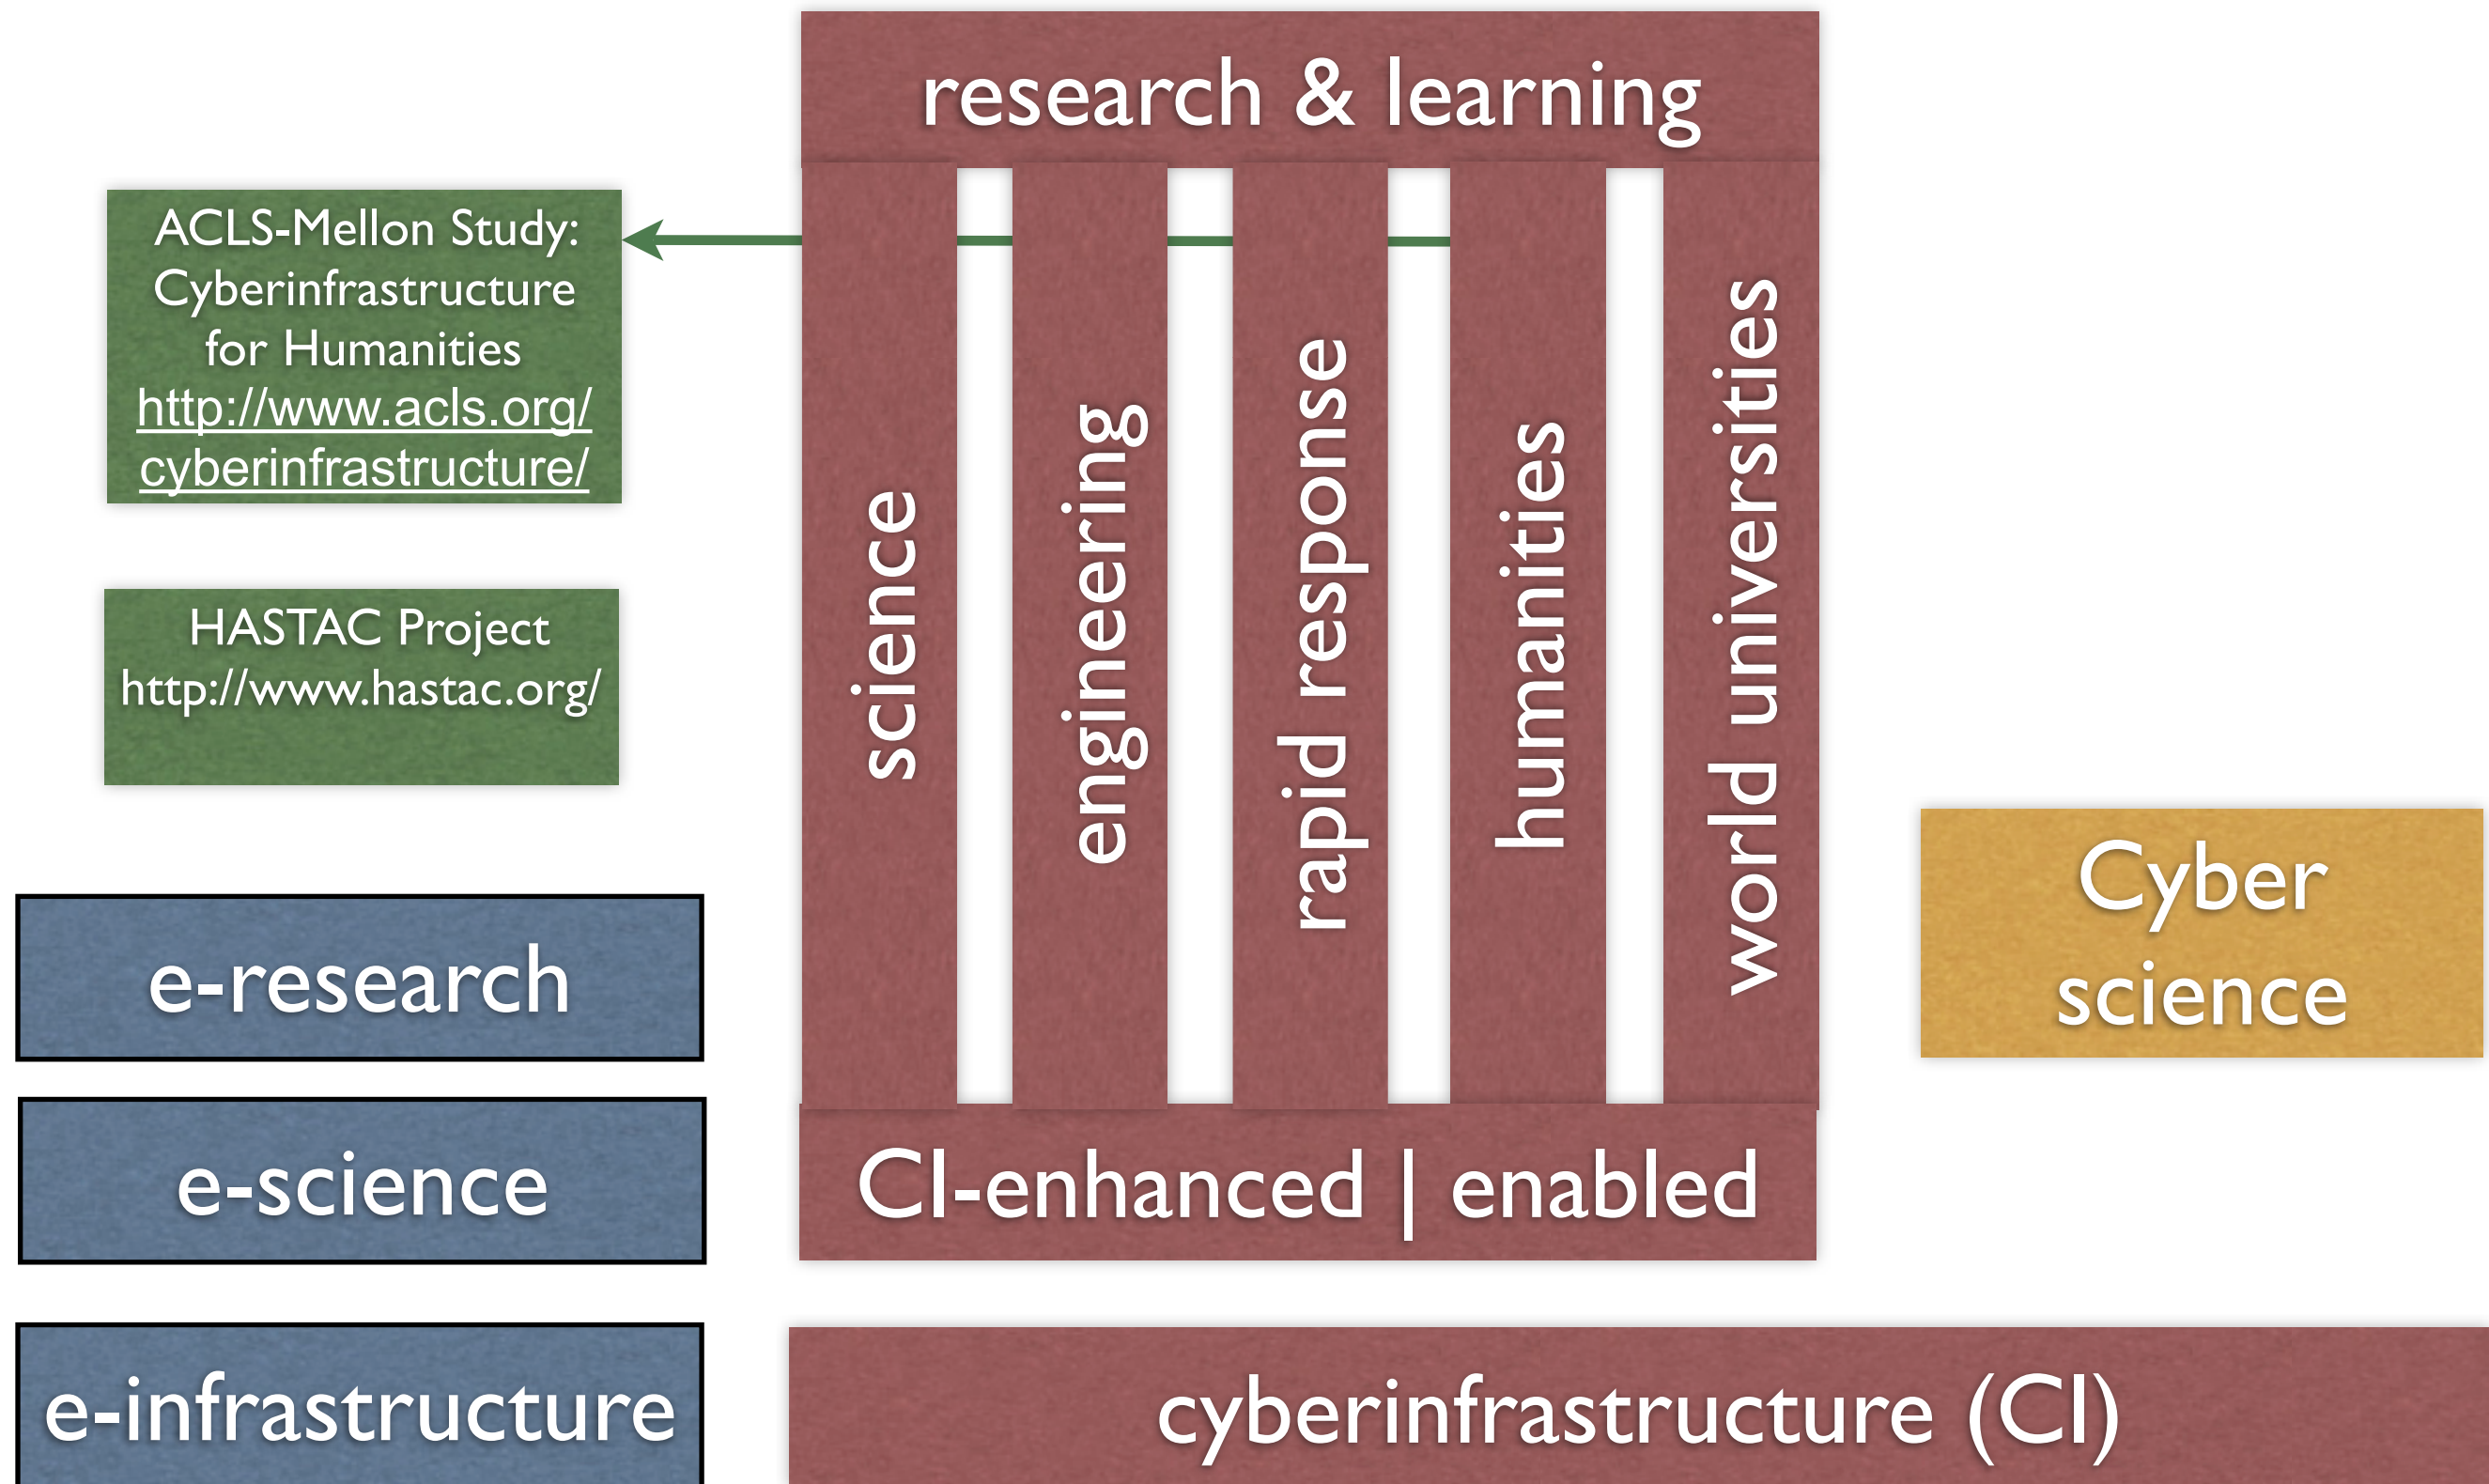 research & learning
ACLS-Mellon Study:
Cyberinfrastructure
for Humanities
http://www.acls.org/
cyberinfrastructure/
HASTAC Project
http://www.hastac.org/
science
engineering
rapid response
humanities
world universities
Cyber
science
e-research
e-science
CI-enhanced | enabled
e-infrastructure
cyberinfrastructure (CI)